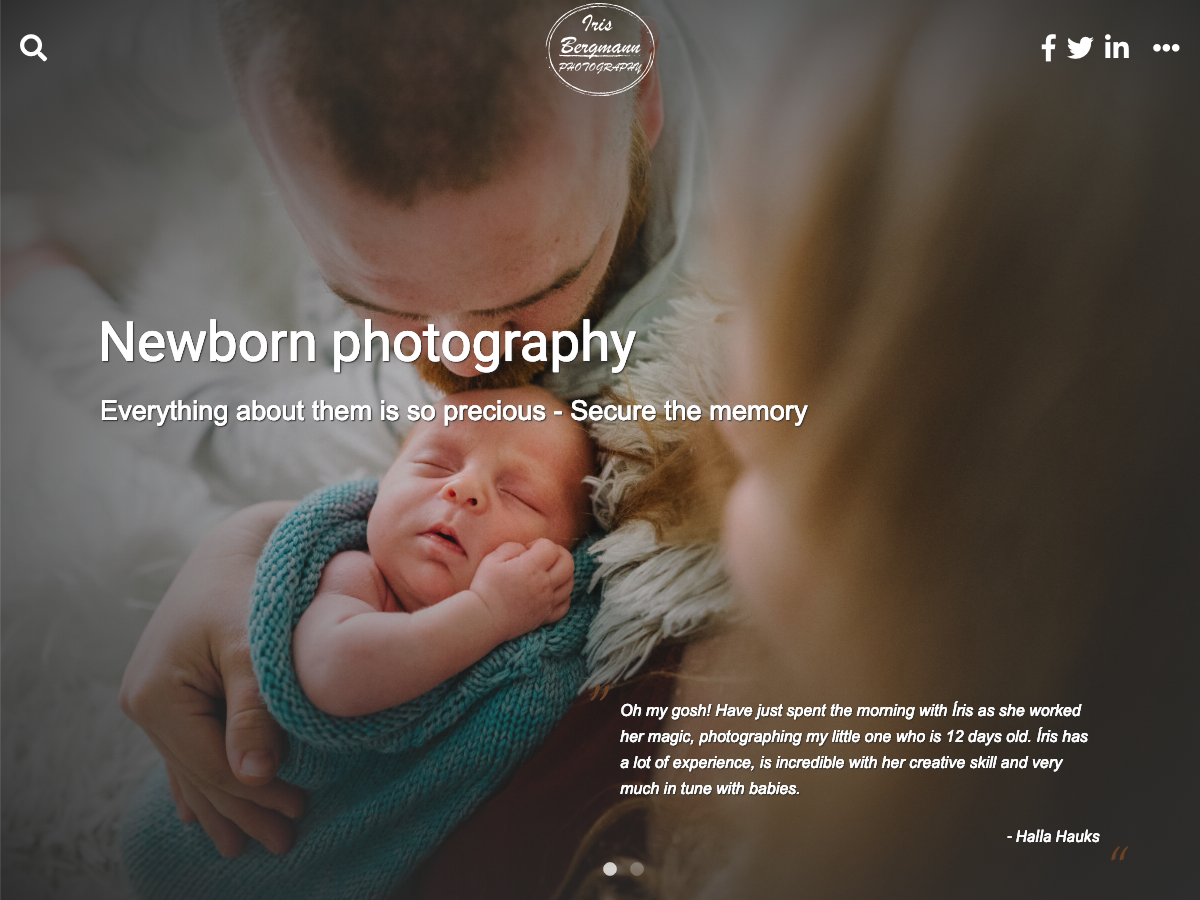 Iris
Bergmann
PHOTOGRAPHY
Newborn photography
Everything about them is so precious - Secure the memory
"
Oh my gosh! Have just spent the morning with Íris as she worked
her magic, photographing my little one who is 12 days old. Íris has
a lot of experience, is incredible with her creative skill and very
much in tune with babies.
- Halla Hauks
"